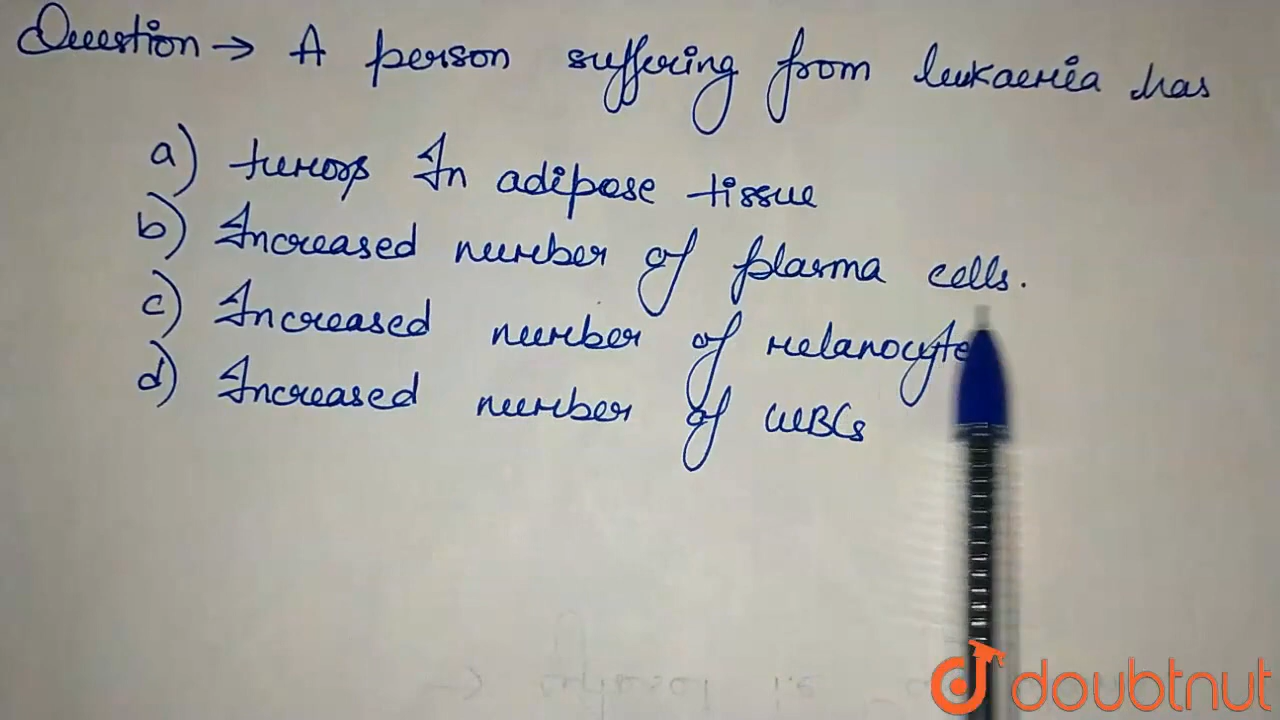 Question → A person suffering from leukaemia has
a) tumors In adipose tissue
b) Increased number of plasma cells.
c) Increased number of melanocyte
d) Increased number of WBCs
doubtnut